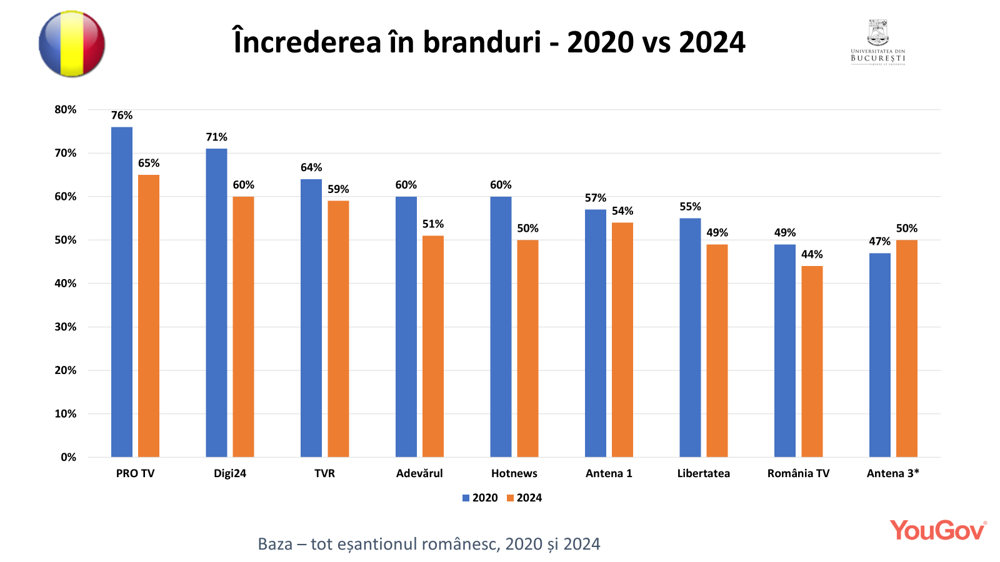 Încrederea în branduri - 2020 vs 2024
UNIVERSITATEA DIN
BUCUREȘTI
VIRTUTE ET SAPIENTIA
80%
70%
60%
50%
40%
30%
20%
10%
0%
76%
65%
71%
60%
64%
59%
60%
51%
60%
50%
57%
54%
55%
49%
49%
44%
47%
50%
PRO TV
Digi24
TVR
Adevărul
Hotnews
Antena 1
Libertatea
România TV
Antena 3*
2020
2024
Baza – tot eșantionul românesc, 2020 și 2024
YouGov®